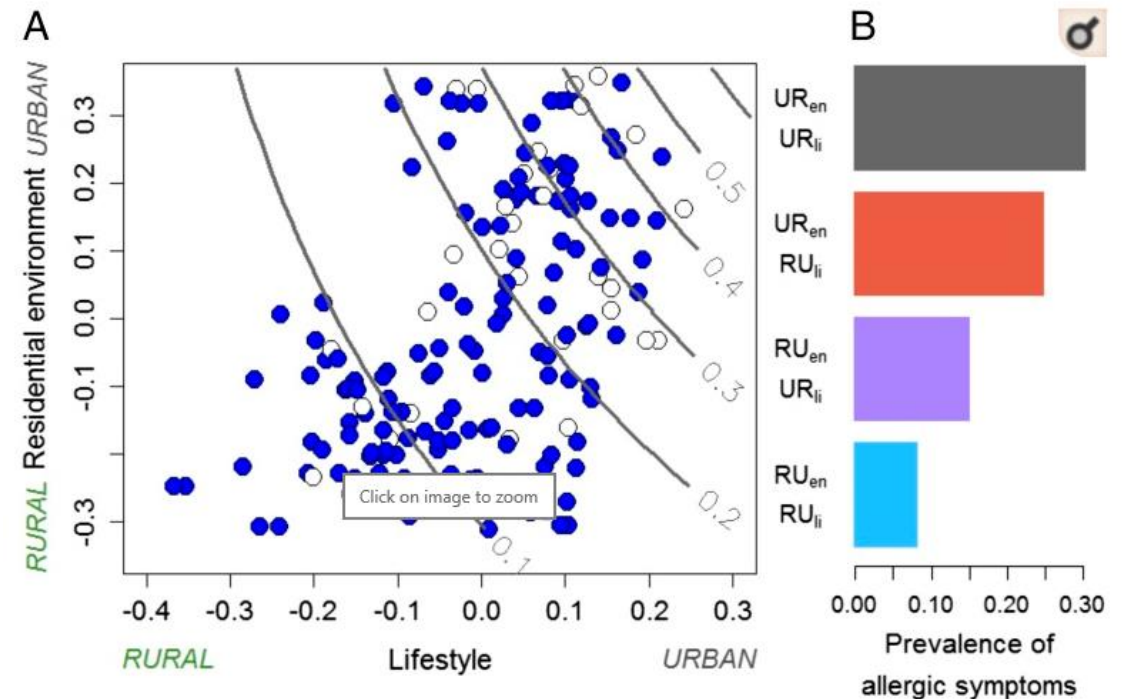 A
B
RURAL Residential environment URBAN
0.3
0.2
0.1
0.0
-0.1
-0.3
0.5
0.4
0.3
0.2
0.1
Click on image to zoom
-0.4
-0.3
-0.2
-0.1
0.0
0.1
0.2
0.3
RURAL
Lifestyle
URBAN
URen
URli
URen
RUli
RUen
URli
RUen
RUli
0.00
0.10
0.20
0.30
Prevalence of
allergic symptoms